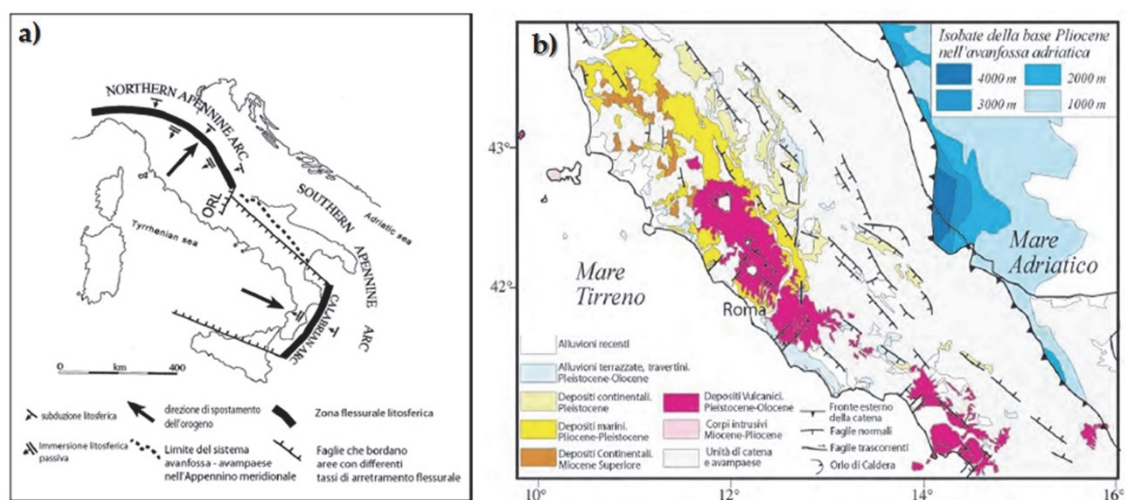 a)
NORTHERN APENNINE ARC
ORL
SOUTHERN APENNINE ARC
Adriatic sea
Tyrrhenian sea
CALABRIAN ARC
0 km 400
subduzione litosferica
direzione di spostamento
dell'orogeno
Zona flessurale litosferica
Immersione litosferica
passiva
Limite del sistema
avanfossa - avampaese
nell'Appennino meridionale
Faglie che bordano
aree con differenti
tassi di arretramento flessurale
b)
Isobate della base Pliocene
nell'avanfossa adriatica
4000 m
2000 m
3000 m
1000 m
43°
42°
Mare
Adriatico
Mare
Tirreno
Roma
Alluvioni recenti
Alluvioni terrazzate, travertini.
Pleistocene-Olocene
Depositi continentali.
Pleistocene
Depositi marini.
Pliocene-Pleistocene
Depositi Continentali.
Miocene Superiore
Depositi Vulcanici.
Pleistocene-Olocene
Corpi intrusivi
Miocene-Pliocene
Unità di catena
e avampaese
Fronte esterno
della catena
Faglie normali
Faglie trascorrenti
Orlo di Caldera
10° 12° 14° 16°